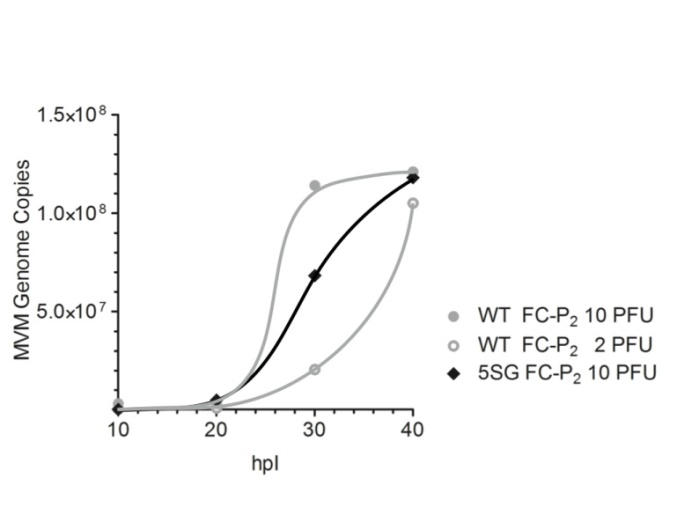 1.5x10⁸
1.0x10⁸
5.0x10⁷
MVM Genome Copies
10 20 30 40
hpI
WT FC-P₂ 10 PFU
WT FC-P₂ 2 PFU
5SG FC-P₂ 10 PFU